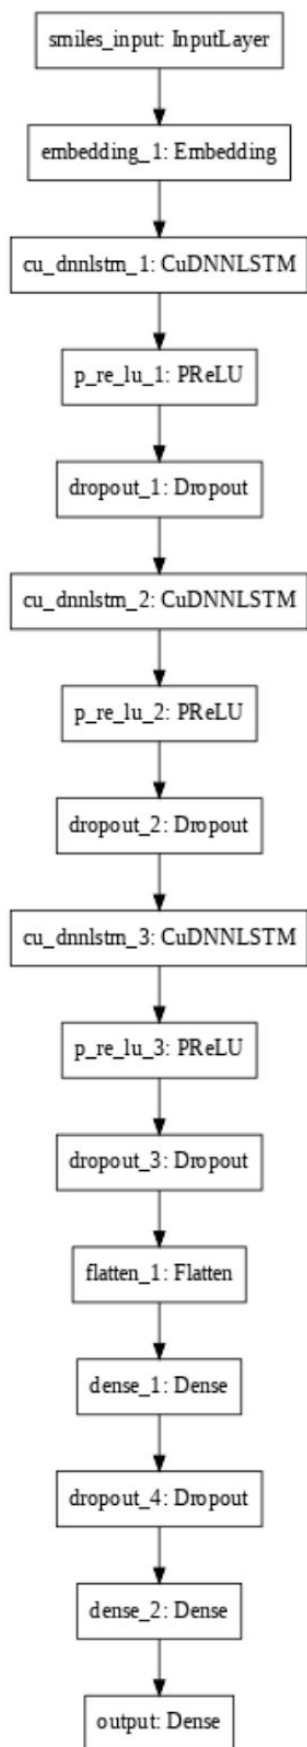 smiles_input: InputLayer
embedding_1: Embedding
cu_dnnlstm_1: CuDNNLSTM
p_re_lu_1: PReLU
dropout_1: Dropout
cu_dnnlstm_2: CuDNNLSTM
p_re_lu_2: PReLU
dropout_2: Dropout
cu_dnnlstm_3: CuDNNLSTM
p_re_lu_3: PReLU
dropout_3: Dropout
flatten_1: Flatten
dense_1: Dense
dropout_4: Dropout
dense_2: Dense
output: Dense